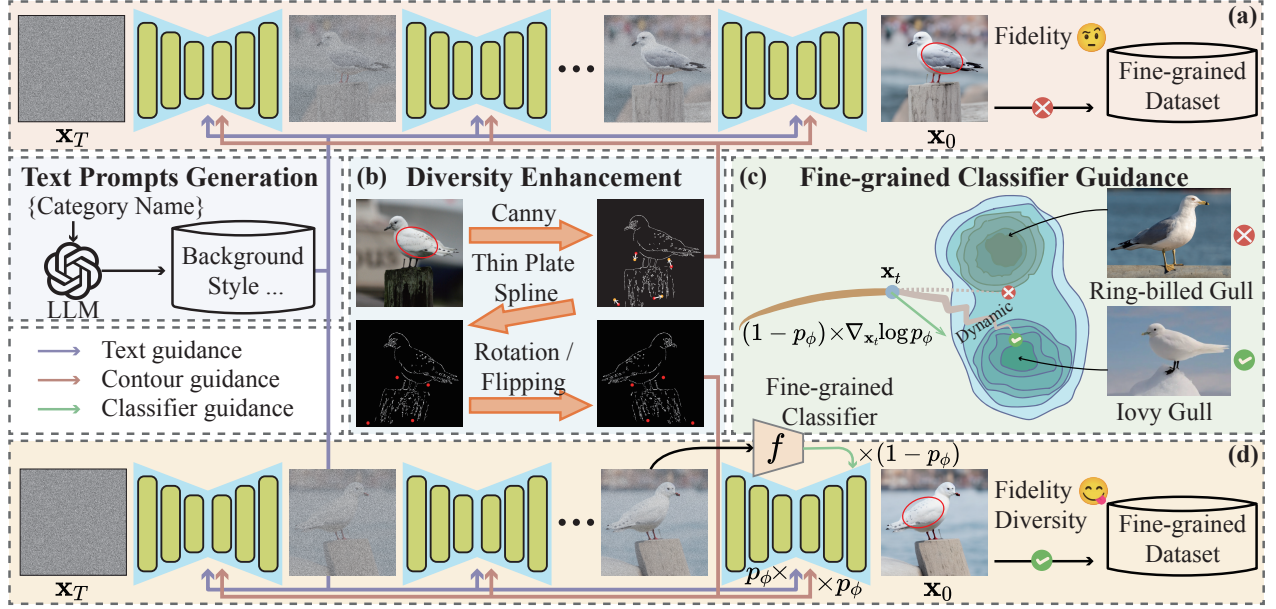 (a)
x_T
x_0
Fidelity
Fine-grained
Dataset
Text Prompts Generation
{Category Name}
LLM
Background
Style ...
Text guidance
Contour guidance
Classifier guidance
(b) Diversity Enhancement
Canny
Thin Plate
Spline
Rotation /
Flipping
(c) Fine-grained Classifier Guidance
x_t
Dynamic
(1 − p_ϕ) × ∇_{x_t} log p_ϕ
Ring-billed Gull
Iovy Gull
Fine-grained
Classifier
f
×(1 − p_ϕ)
(d)
p_ϕ×
×p_ϕ
x_T
x_0
Fidelity
Diversity
Fine-grained
Dataset